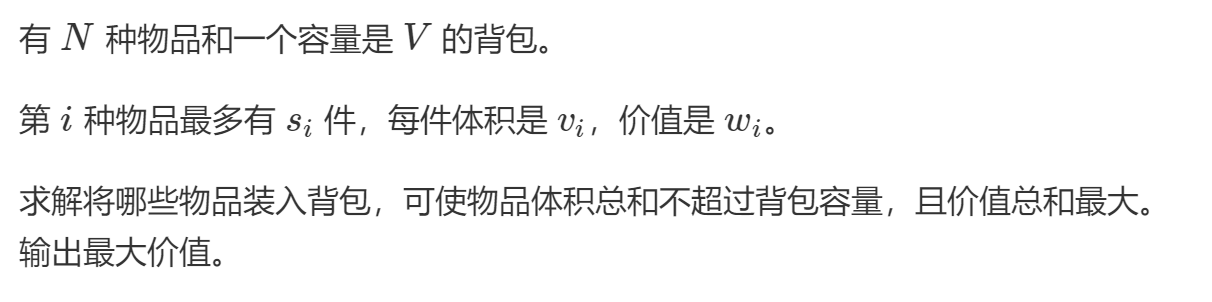 有 N 种物品和一个容量是 V 的背包。
第 i 种物品最多有 sᵢ 件，每件体积是 vᵢ，价值是 wᵢ。
求解将哪些物品装入背包，可使物品体积总和不超过背包容量，且价值总和最大。
输出最大价值。